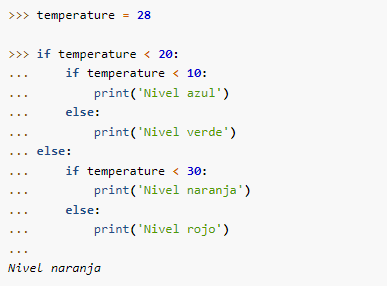 >>> temperature = 28
>>> if temperature < 20:
...     if temperature < 10:
...         print('Nivel azul')
...     else:
...         print('Nivel verde')
... else:
...     if temperature < 30:
...         print('Nivel naranja')
...     else:
...         print('Nivel rojo')
...
Nivel naranja